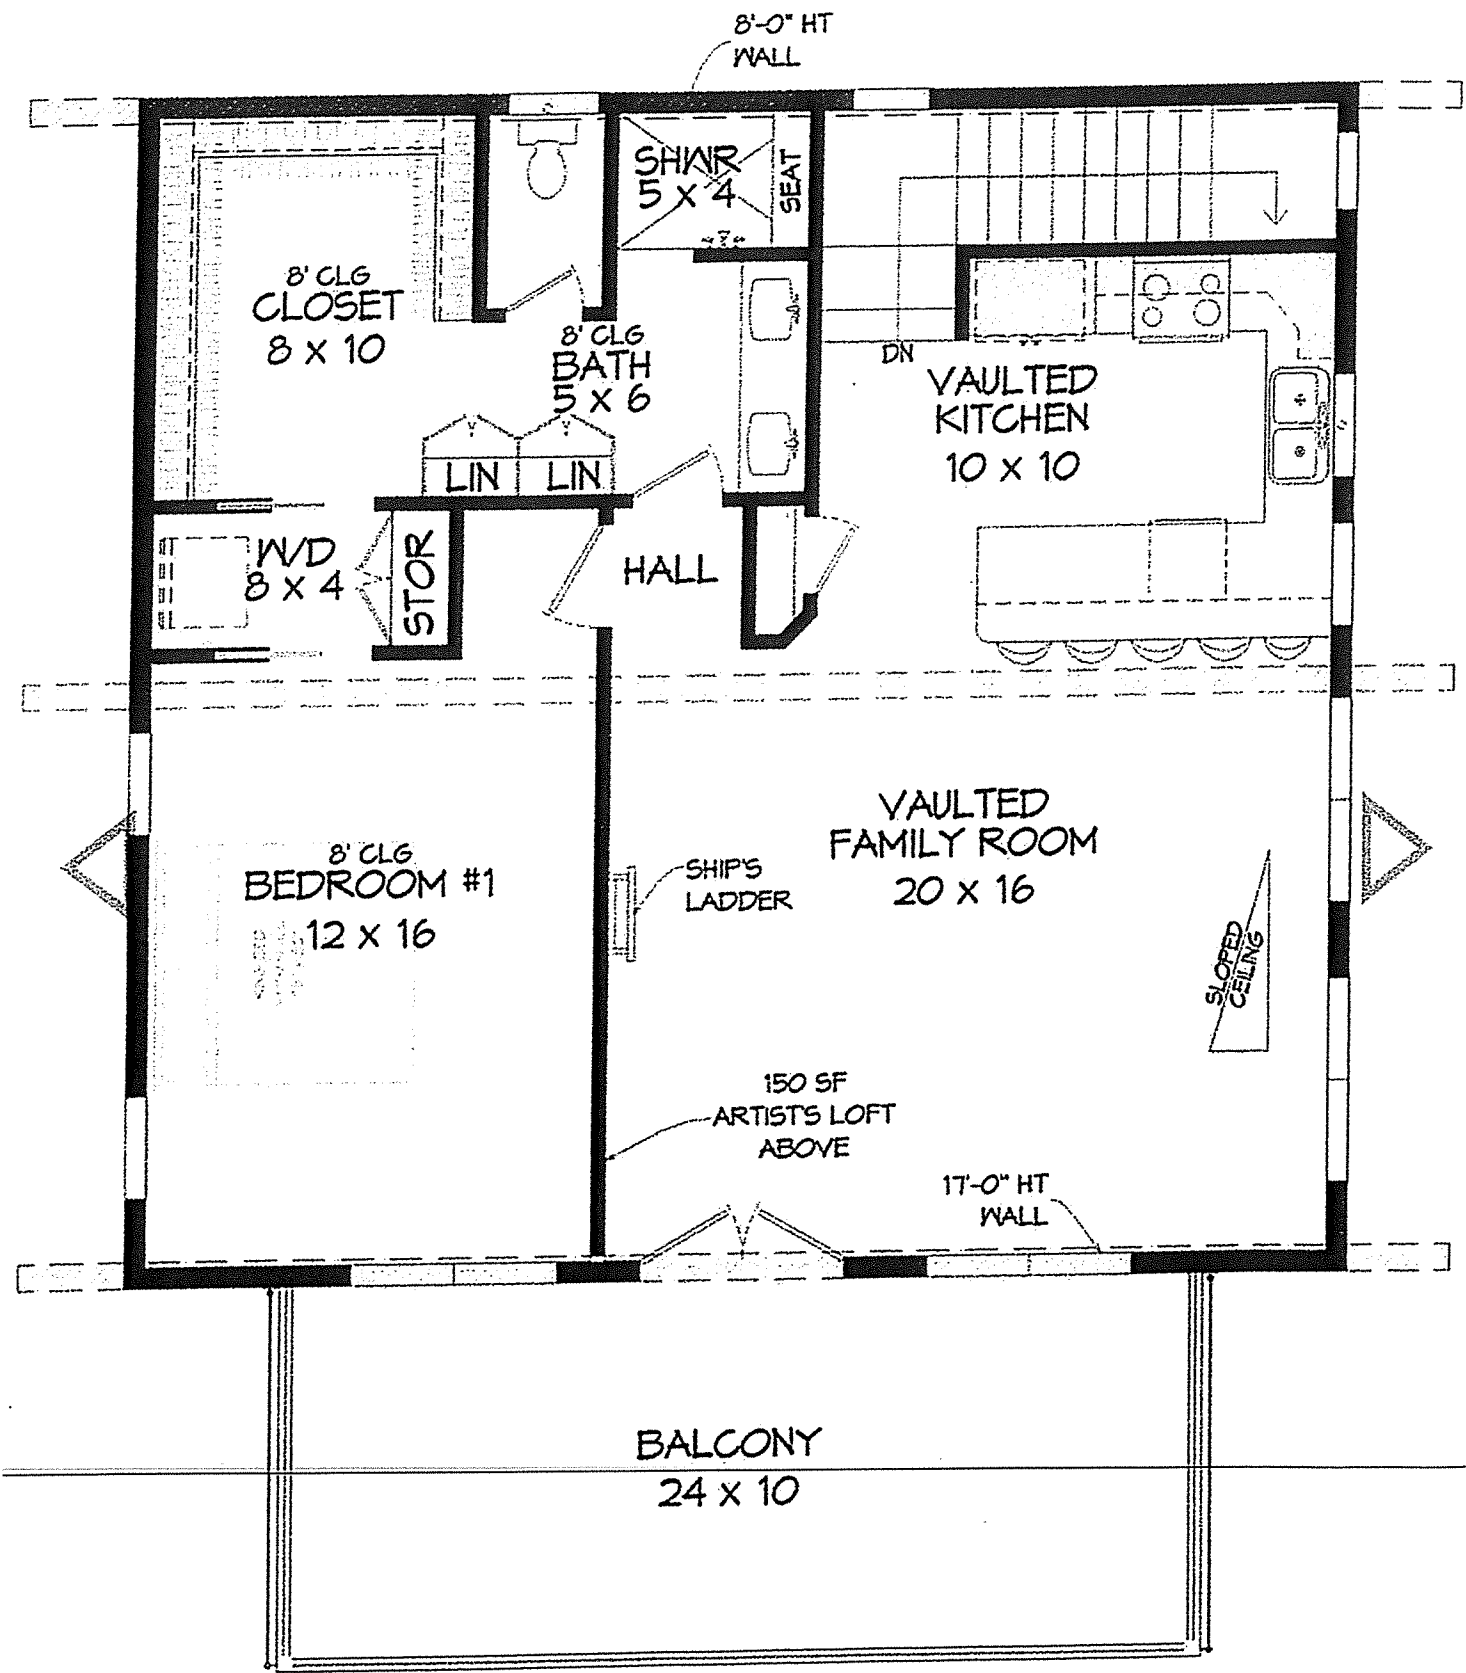 8'-0" HT
WALL
SHWR
5 x 4
SEAT
8' CLG
CLOSET
8 x 10
8' CLG
BATH
5 x 6
DN
VAULTED
KITCHEN
10 x 10
LIN
LIN
W/D
8 x 4
STOR
HALL
VAULTED
FAMILY ROOM
20 x 16
8' CLG
BEDROOM #1
12 x 16
SHIP'S
LADDER
SLOPED
CEILING
150 SF
ARTIST'S LOFT
ABOVE
17'-0" HT
WALL
BALCONY
24 x 10